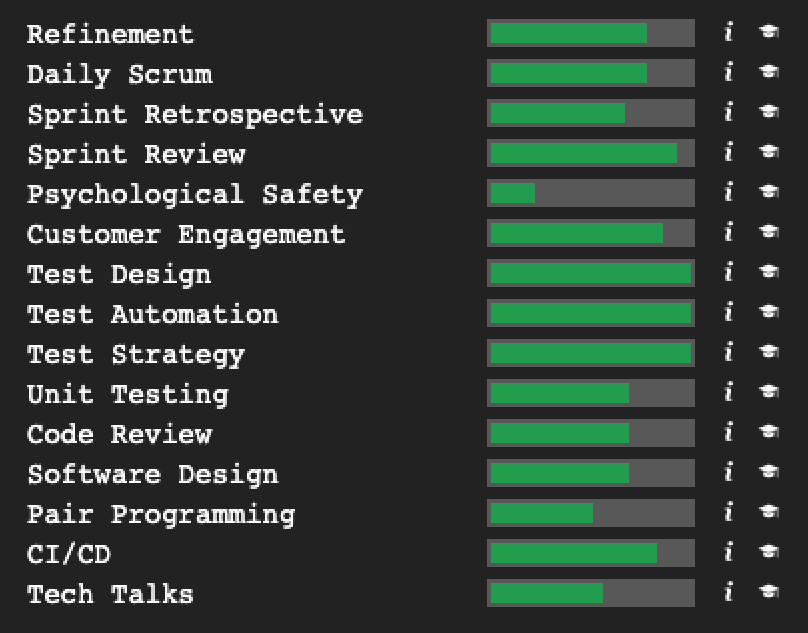 Refinement i
Daily Scrum i
Sprint Retrospective i
Sprint Review i
Psychological Safety i
Customer Engagement i
Test Design i
Test Automation i
Test Strategy i
Unit Testing i
Code Review i
Software Design i
Pair Programming i
CI/CD i
Tech Talks i